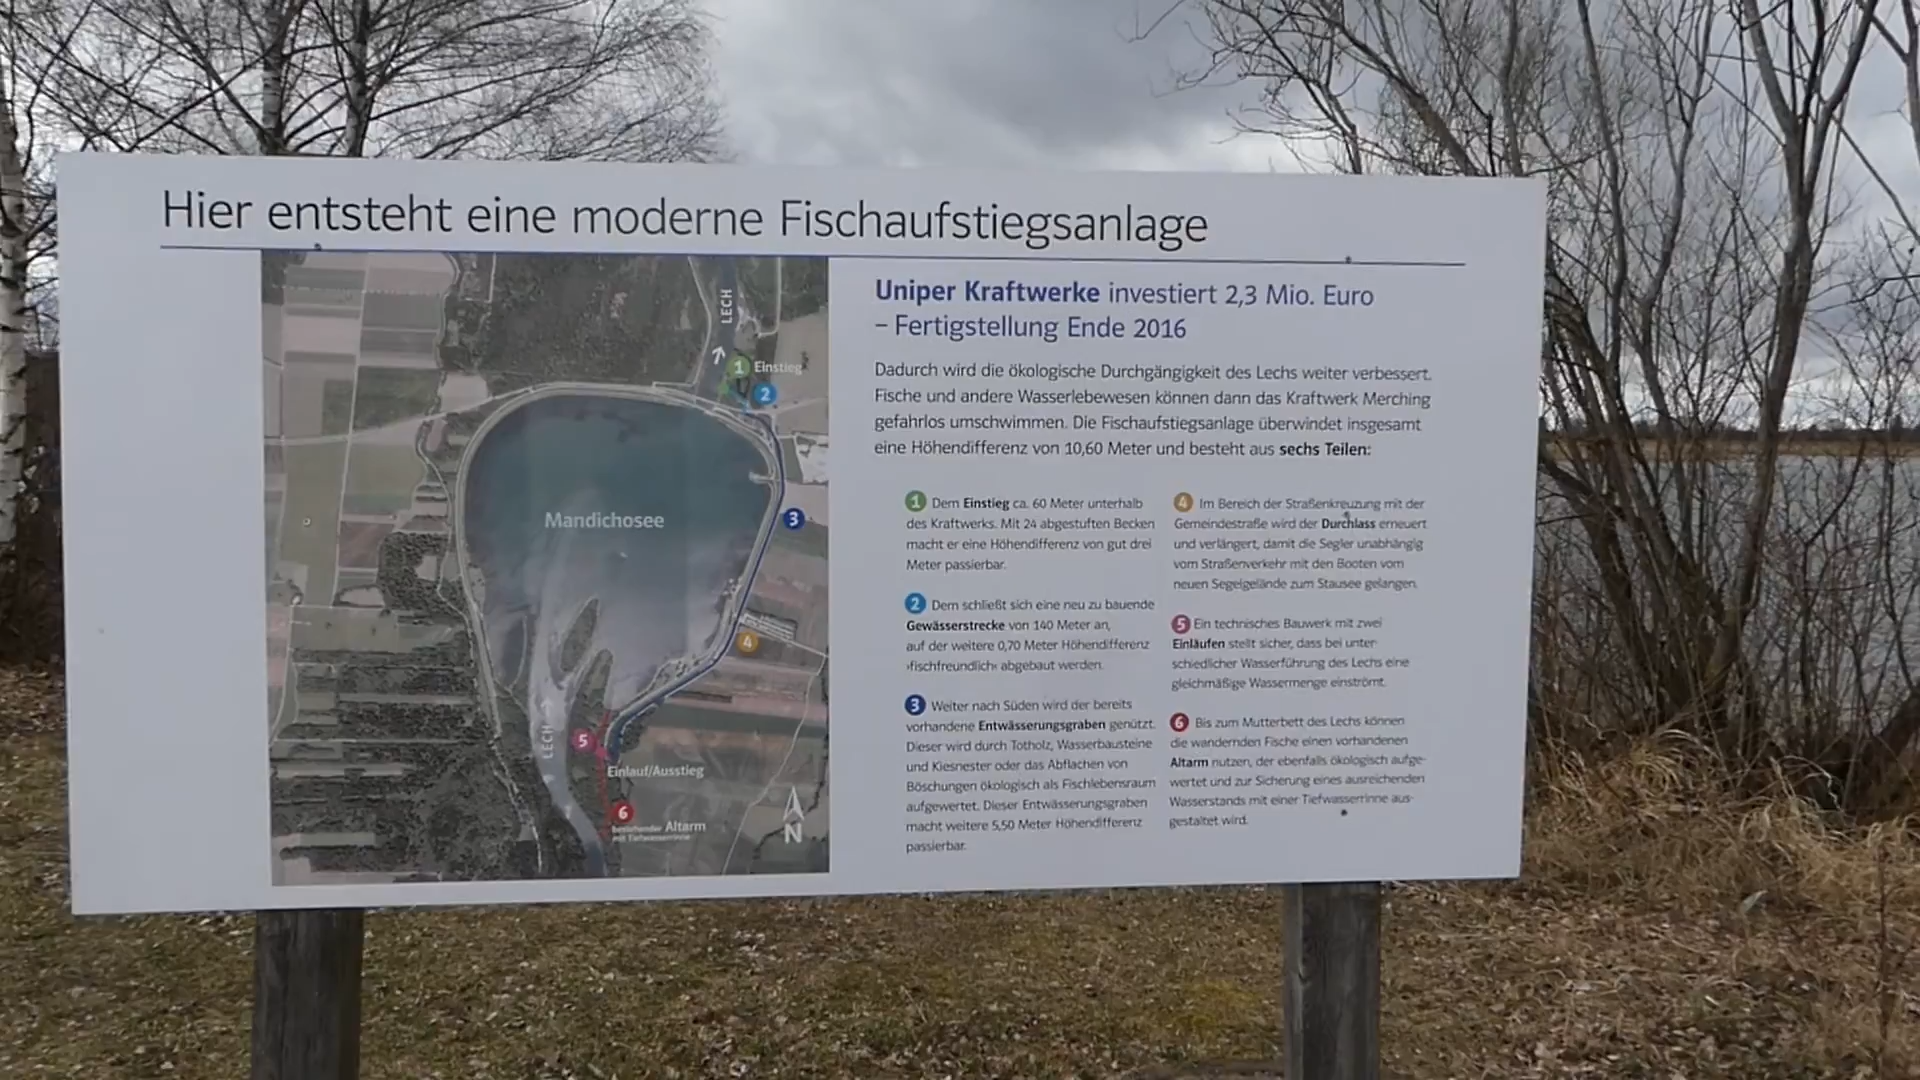 Hier entsteht eine moderne Fischaufstiegsanlage
LECH
1 Einstieg
2
Mandichosee
3
4
LECH
5
Einlauf/Ausstieg
6
bestehender Altarm
mit Tiefwasserrinne
N
Uniper Kraftwerke investiert 2,3 Mio. Euro
– Fertigstellung Ende 2016
Dadurch wird die ökologische Durchgängigkeit des Lechs weiter verbessert.
Fische und andere Wasserlebewesen können dann das Kraftwerk Merching
gefahrlos umschwimmen. Die Fischaufstiegsanlage überwindet insgesamt
eine Höhendifferenz von 10,60 Meter und besteht aus sechs Teilen:
1 Dem Einstieg ca. 60 Meter unterhalb
des Kraftwerks. Mit 24 abgestuften Becken
macht er eine Höhendifferenz von gut drei
Meter passierbar.
2 Dem schließt sich eine neu zu bauende
Gewässerstrecke von 140 Meter an,
auf der weitere 0,70 Meter Höhendifferenz
›fischfreundlich‹ abgebaut werden.
3 Weiter nach Süden wird der bereits
vorhandene Entwässerungsgraben genützt.
Dieser wird durch Totholz, Wasserbausteine
und Kiesnester oder das Abflachen von
Böschungen ökologisch als Fischlebensraum
aufgewertet. Dieser Entwässerungsgraben
macht weitere 5,50 Meter Höhendifferenz
passierbar.
4 Im Bereich der Straßenkreuzung mit der
Gemeindestraße wird der Durchlass erneuert
und verlängert, damit die Segler unabhängig
vom Straßenverkehr mit den Booten vom
neuen Segelgelände zum Stausee gelangen.
5 Ein technisches Bauwerk mit zwei
Einläufen stellt sicher, dass bei unter-
schiedlicher Wasserführung des Lechs eine
gleichmäßige Wassermenge einströmt.
6 Bis zum Mutterbett des Lechs können
die wandernden Fische einen vorhandenen
Altarm nutzen, der ebenfalls ökologisch aufge-
wertet und zur Sicherung eines ausreichenden
Wasserstands mit einer Tiefwasserrinne aus-
gestaltet wird.